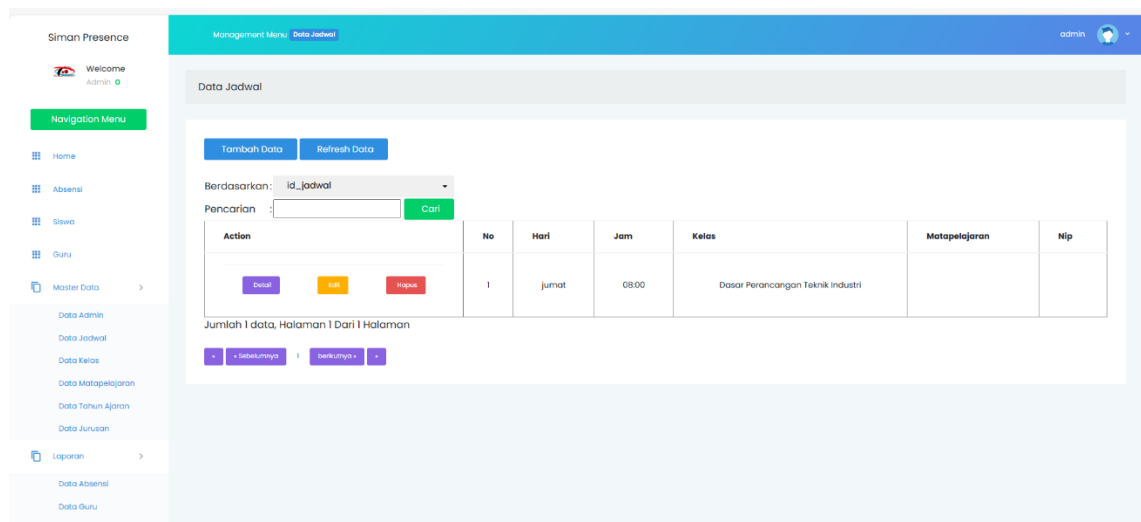 Siman Presence
Management Menu Data Jadwal
admin
Welcome
Admin
Data Jadwal
Navigation Menu
Tambah Data Refresh Data
Home
Berdasarkan : id_jadwal
Absensi
Pencarian : Cari
Siswa
Action No Hari Jam Kelas Matapelajaran Nip
Guru
Detail Edit Hapus 1 jumat 08:00 Dasar Perancangan Teknik Industri
Master Data >
Data Admin
Jumlah 1 data, Halaman 1 Dari 1 Halaman
Data Jadwal
« « Sebelumnya 1 berikutnya » »
Data Kelas
Data Matapelajaran
Data Tahun Ajaran
Data Jurusan
Laporan >
Data Absensi
Data Guru